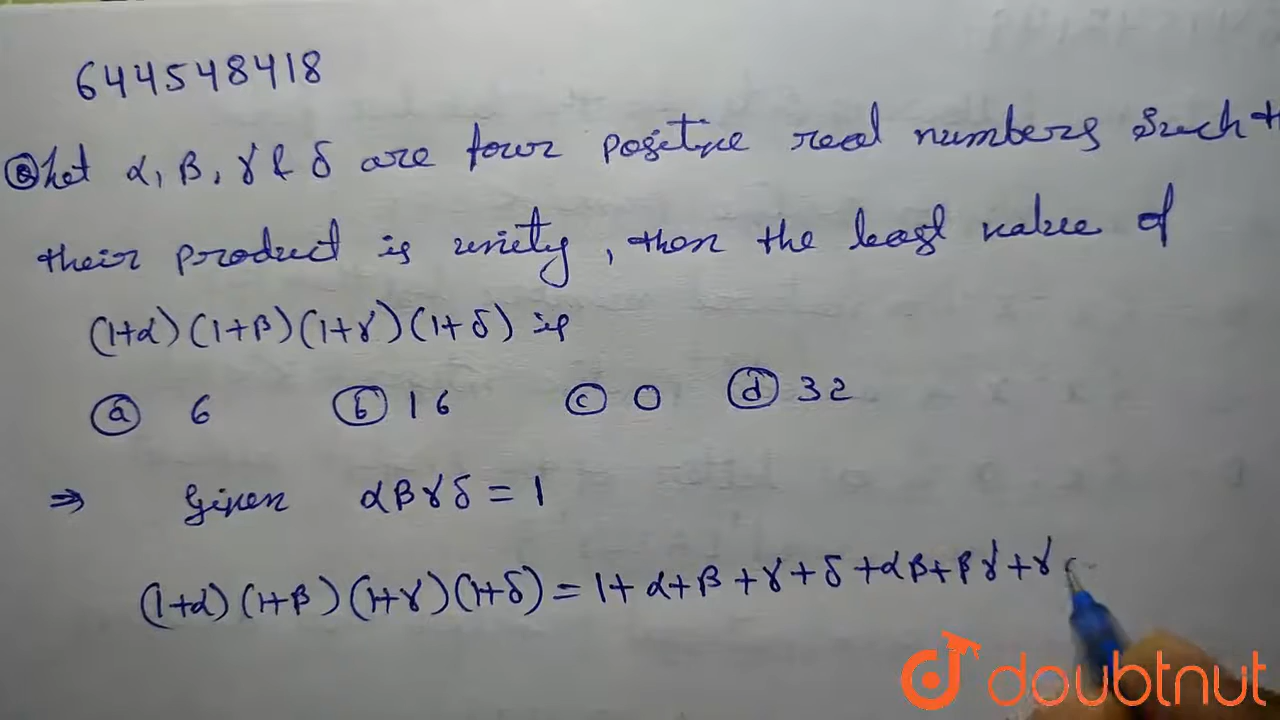 644548418
Q Let α, β, γ & δ are four positive real numbers such
their product is unity, then the least value of
(1+α)(1+β)(1+γ)(1+δ) is
(a) 6 (b) 16 (c) 0 (d) 32
⇒ Given αβγδ = 1
(1+α)(1+β)(1+γ)(1+δ) = 1+α+β+γ+δ+αβ+βγ+γ
doubtnut